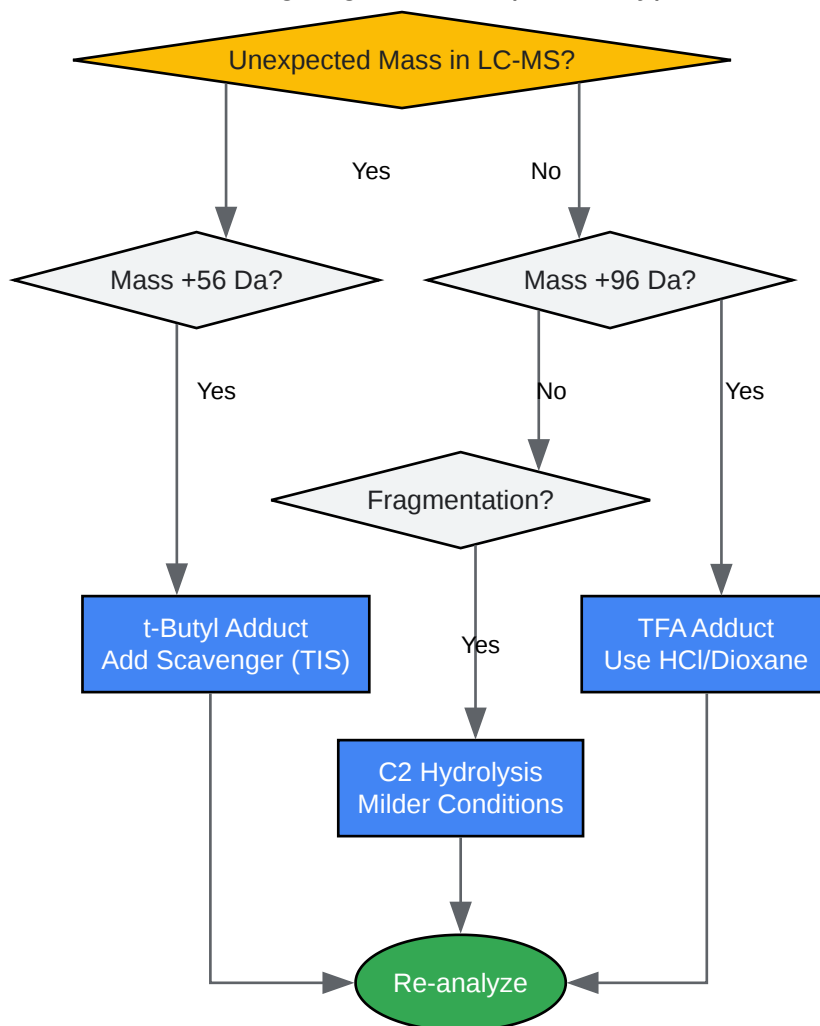 Unexpected Mass in LC-MS?
Yes
No
Mass +56 Da?
Mass +96 Da?
Yes
No
Yes
Fragmentation?
t-Butyl Adduct
Add Scavenger (TIS)
TFA Adduct
Use HCl/Dioxane
Yes
C2 Hydrolysis
Milder Conditions
Re-analyze